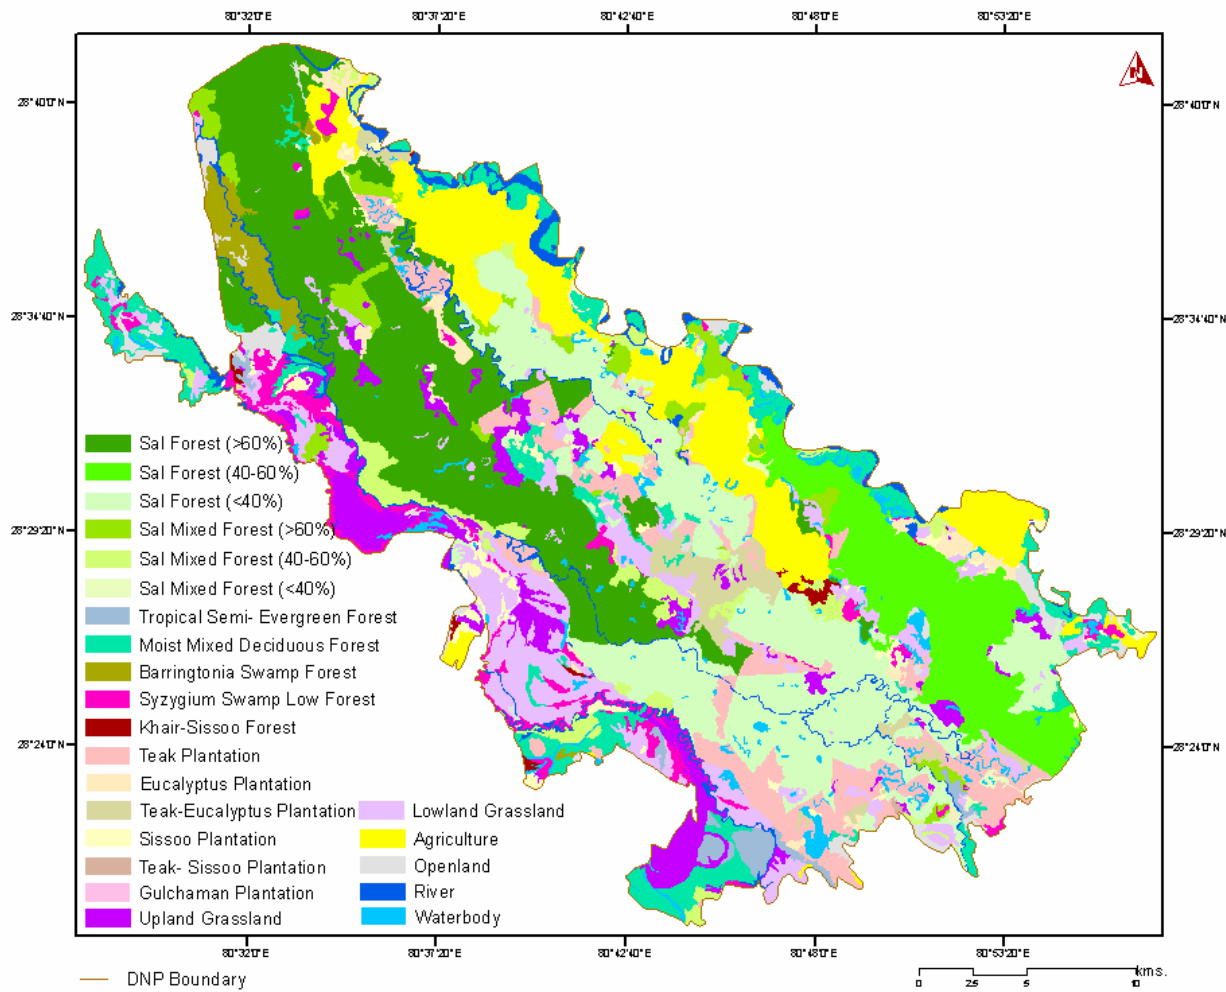 80°32'0"E 80°37'20"E 80°42'40"E 80°48'0"E 80°53'20"E
N
28°40'0"N 28°40'0"N
28°34'40"N 28°34'40"N
Sal Forest (>60%)
Sal Forest (40-60%)
Sal Forest (<40%)
Sal Mixed Forest (>60%)
28°29'20"N 28°29'20"N
Sal Mixed Forest (40-60%)
Sal Mixed Forest (<40%)
Tropical Semi- Evergreen Forest
Moist Mixed Deciduous Forest
Barringtonia Swamp Forest
Syzygium Swamp Low Forest
Khair-Sissoo Forest
28°24'0"N 28°24'0"N
Teak Plantation
Eucalyptus Plantation
Teak-Eucalyptus Plantation Lowland Grassland
Sissoo Plantation Agriculture
Teak- Sissoo Plantation Openland
Gulchaman Plantation River
Upland Grassland Waterbody
80°32'0"E 80°37'20"E 80°42'40"E 80°48'0"E 80°53'20"E
DNP Boundary
kms.
0 2.5 5 10